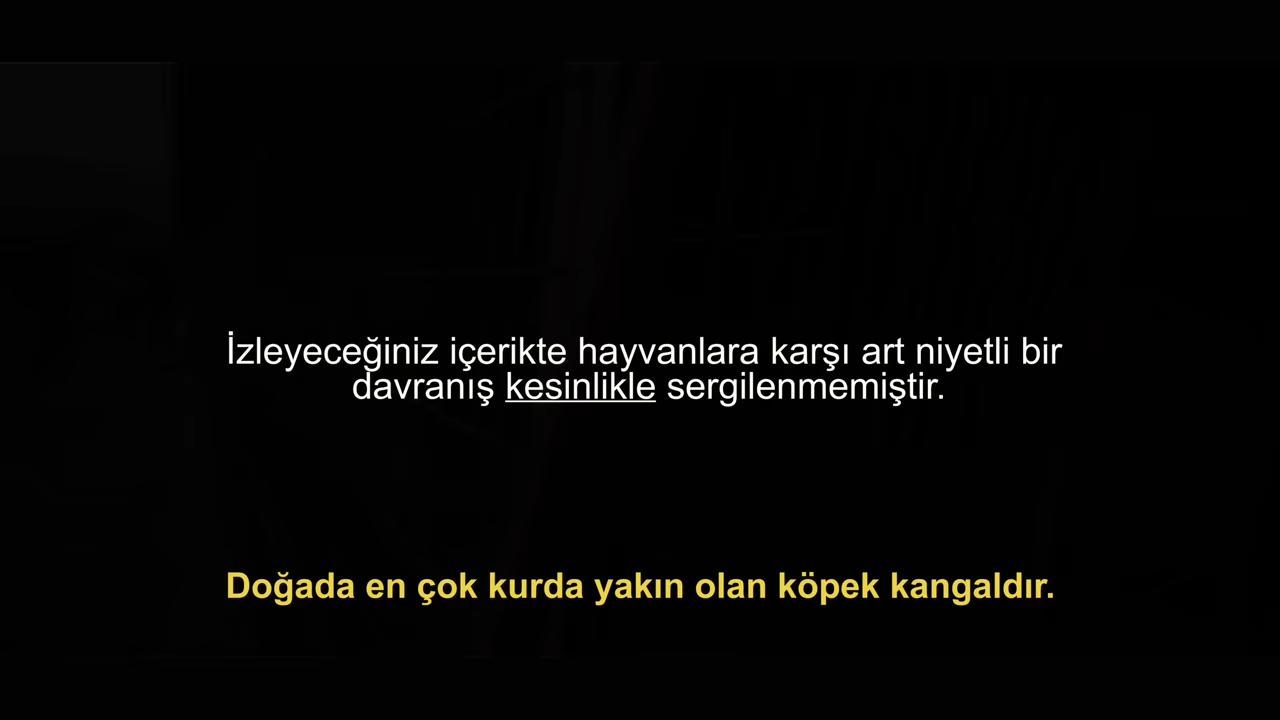 İzleyeceğiniz içerikte hayvanlara karşı art niyetli bir
davranış kesinlikle sergilenmemiştir.
Doğada en çok kurda yakın olan köpek kangaldır.